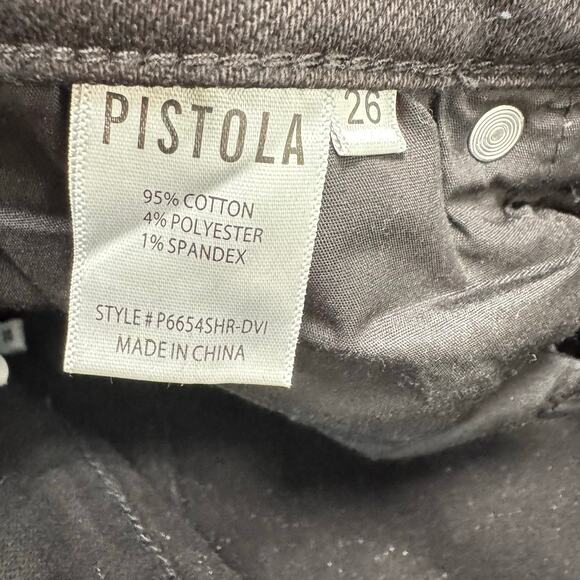 PISTOLA
26
95% COTTON
4% POLYESTER
1% SPANDEX
STYLE # P6654SHR-DVI
MADE IN CHINA